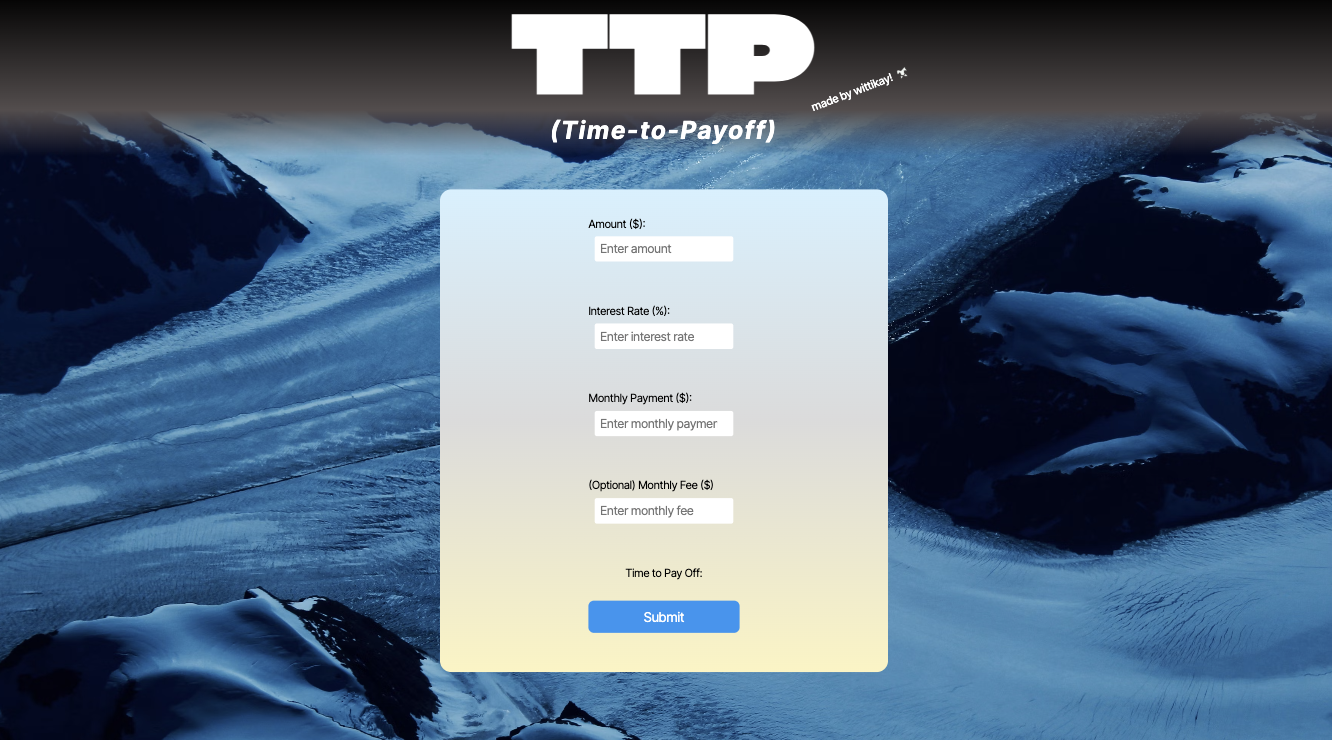 TTP
made by wittikay!
(Time-to-Payoff)
Amount ($):
Enter amount
Interest Rate (%):
Enter interest rate
Monthly Payment ($):
Enter monthly paymer
(Optional) Monthly Fee ($)
Enter monthly fee
Time to Pay Off:
Submit